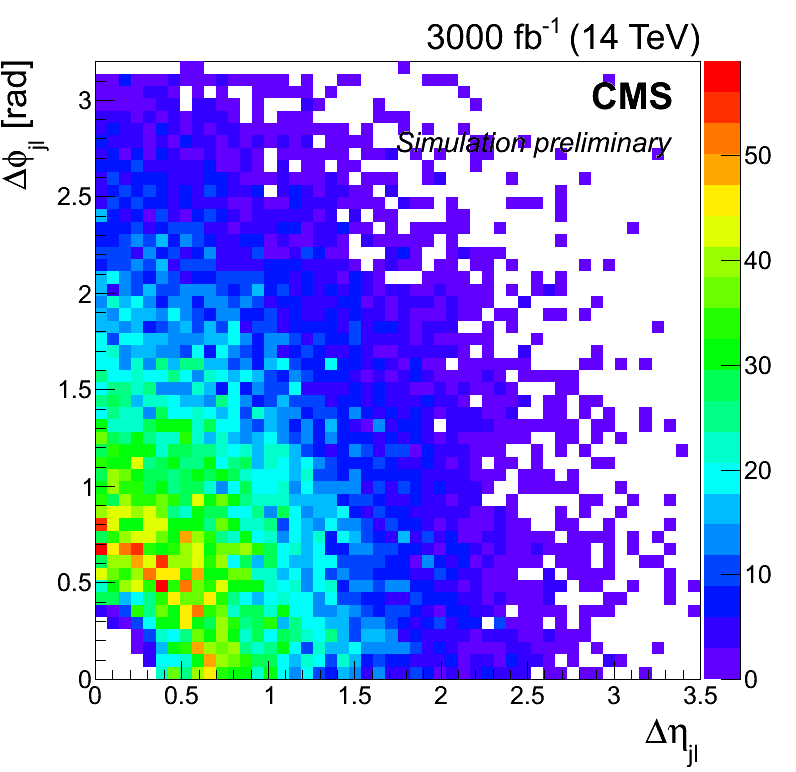 3000 fb⁻¹ (14 TeV)
Δφ_jl [rad]
CMS
Simulation preliminary
3
2.5
2
1.5
1
0.5
0
0 0.5 1 1.5 2 2.5 3 3.5
Δη_jl
50
40
30
20
10
0